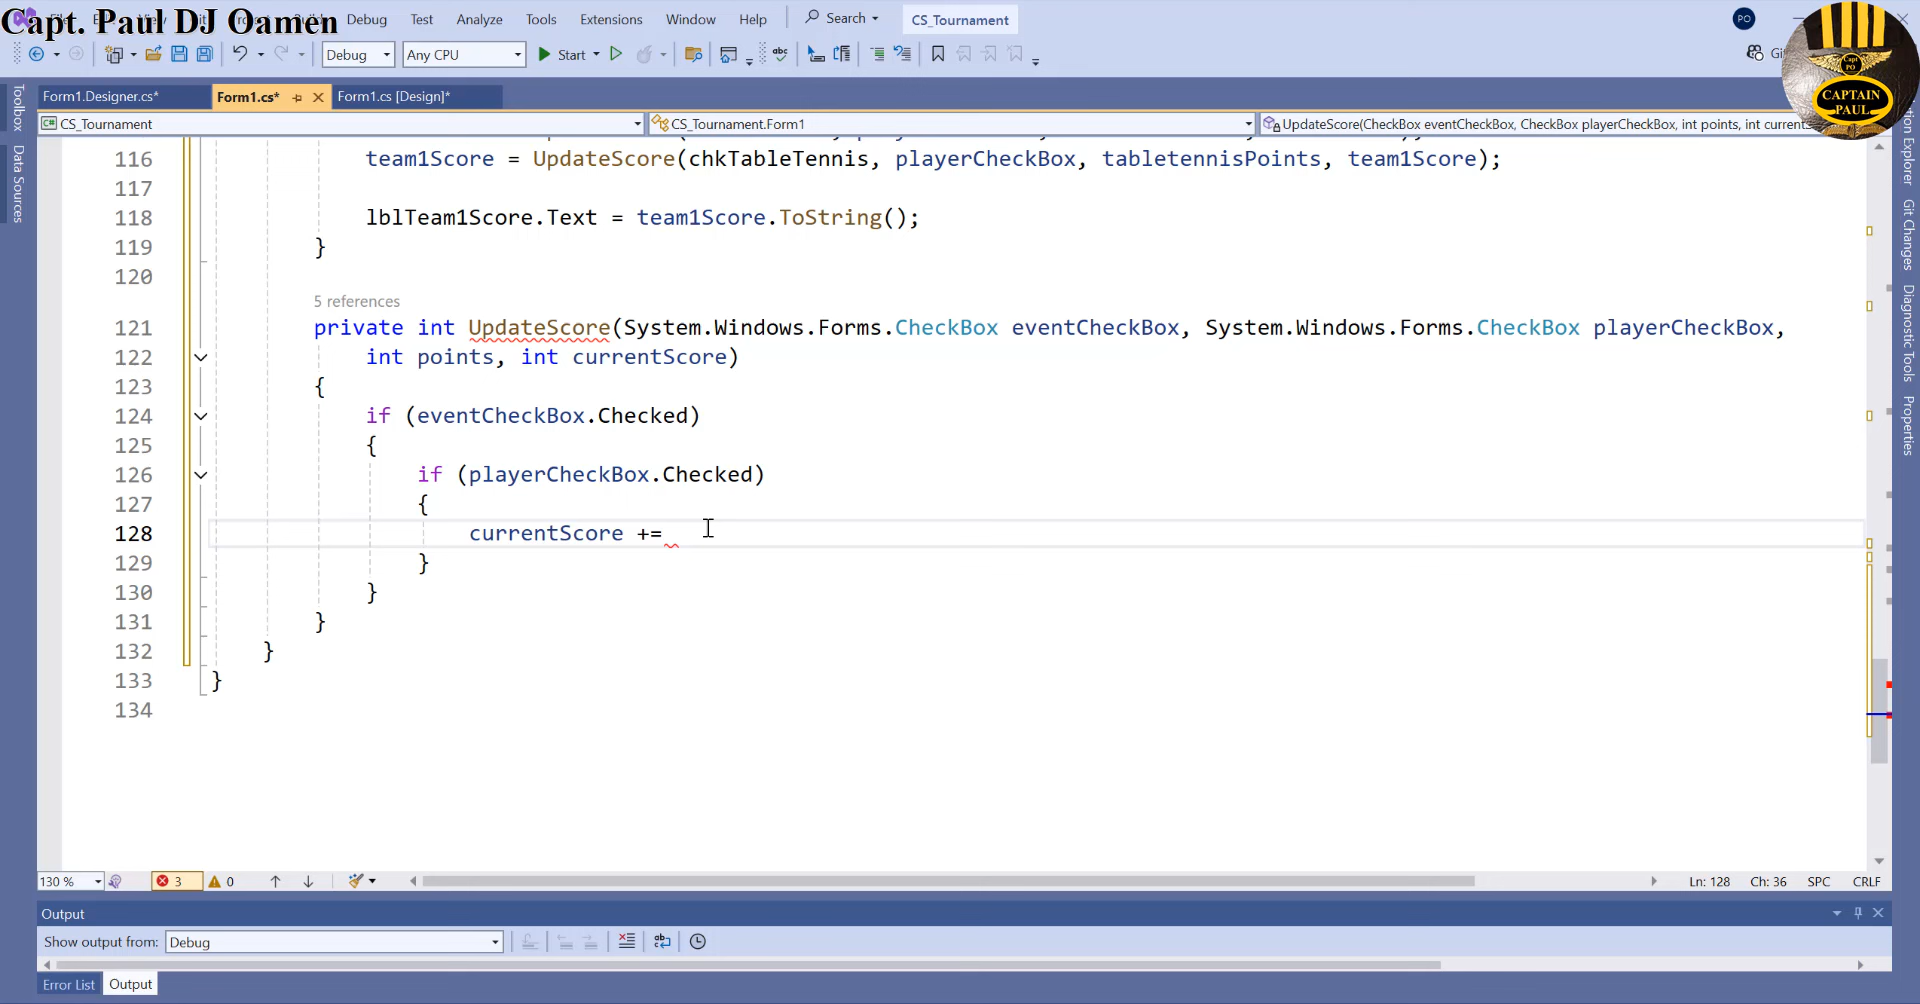 Capt. Paul DJ Oamen
Debug Test Analyze Tools Extensions Window Help Search CS_Tournament PO
Debug Any CPU Start
CAPTAIN
PAUL
Form1.Designer.cs* Form1.cs* Form1.cs [Design]*
CS_Tournament CS_Tournament.Form1 UpdateScore(CheckBox eventCheckBox, CheckBox playerCheckBox, int points, int
Toolbox
Data Sources
Git Changes
Diagnostic Tools
Properties
116 team1Score = UpdateScore(chkTableTennis, playerCheckBox, tabletennisPoints, team1Score);
117
118 lblTeam1Score.Text = team1Score.ToString();
119 }
120
5 references
121 private int UpdateScore(System.Windows.Forms.CheckBox eventCheckBox, System.Windows.Forms.CheckBox playerCheckBox,
122 int points, int currentScore)
123 {
124 if (eventCheckBox.Checked)
125 {
126 if (playerCheckBox.Checked)
127 {
128 currentScore +=
129 }
130 }
131 }
132 }
133 }
134
130 % 3 0 Ln: 128 Ch: 36 SPC CRLF
Output
Show output from: Debug
Error List Output